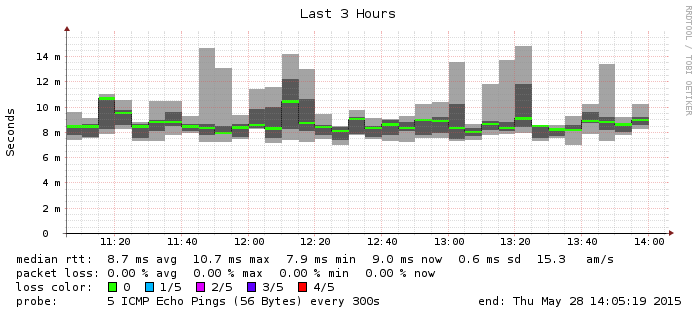 Last 3 Hours
RRDTOOL / TOBI OETIKER
Seconds
14 m
12 m
10 m
8 m
6 m
4 m
2 m
0
11:20 11:40 12:00 12:20 12:40 13:00 13:20 13:40 14:00
median rtt: 8.7 ms avg 10.7 ms max 7.9 ms min 9.0 ms now 0.6 ms sd 15.3 am/s
packet loss: 0.00 % avg 0.00 % max 0.00 % min 0.00 % now
loss color: 0 1/5 2/5 3/5 4/5
probe: 5 ICMP Echo Pings (56 Bytes) every 300s end: Thu May 28 14:05:19 2015